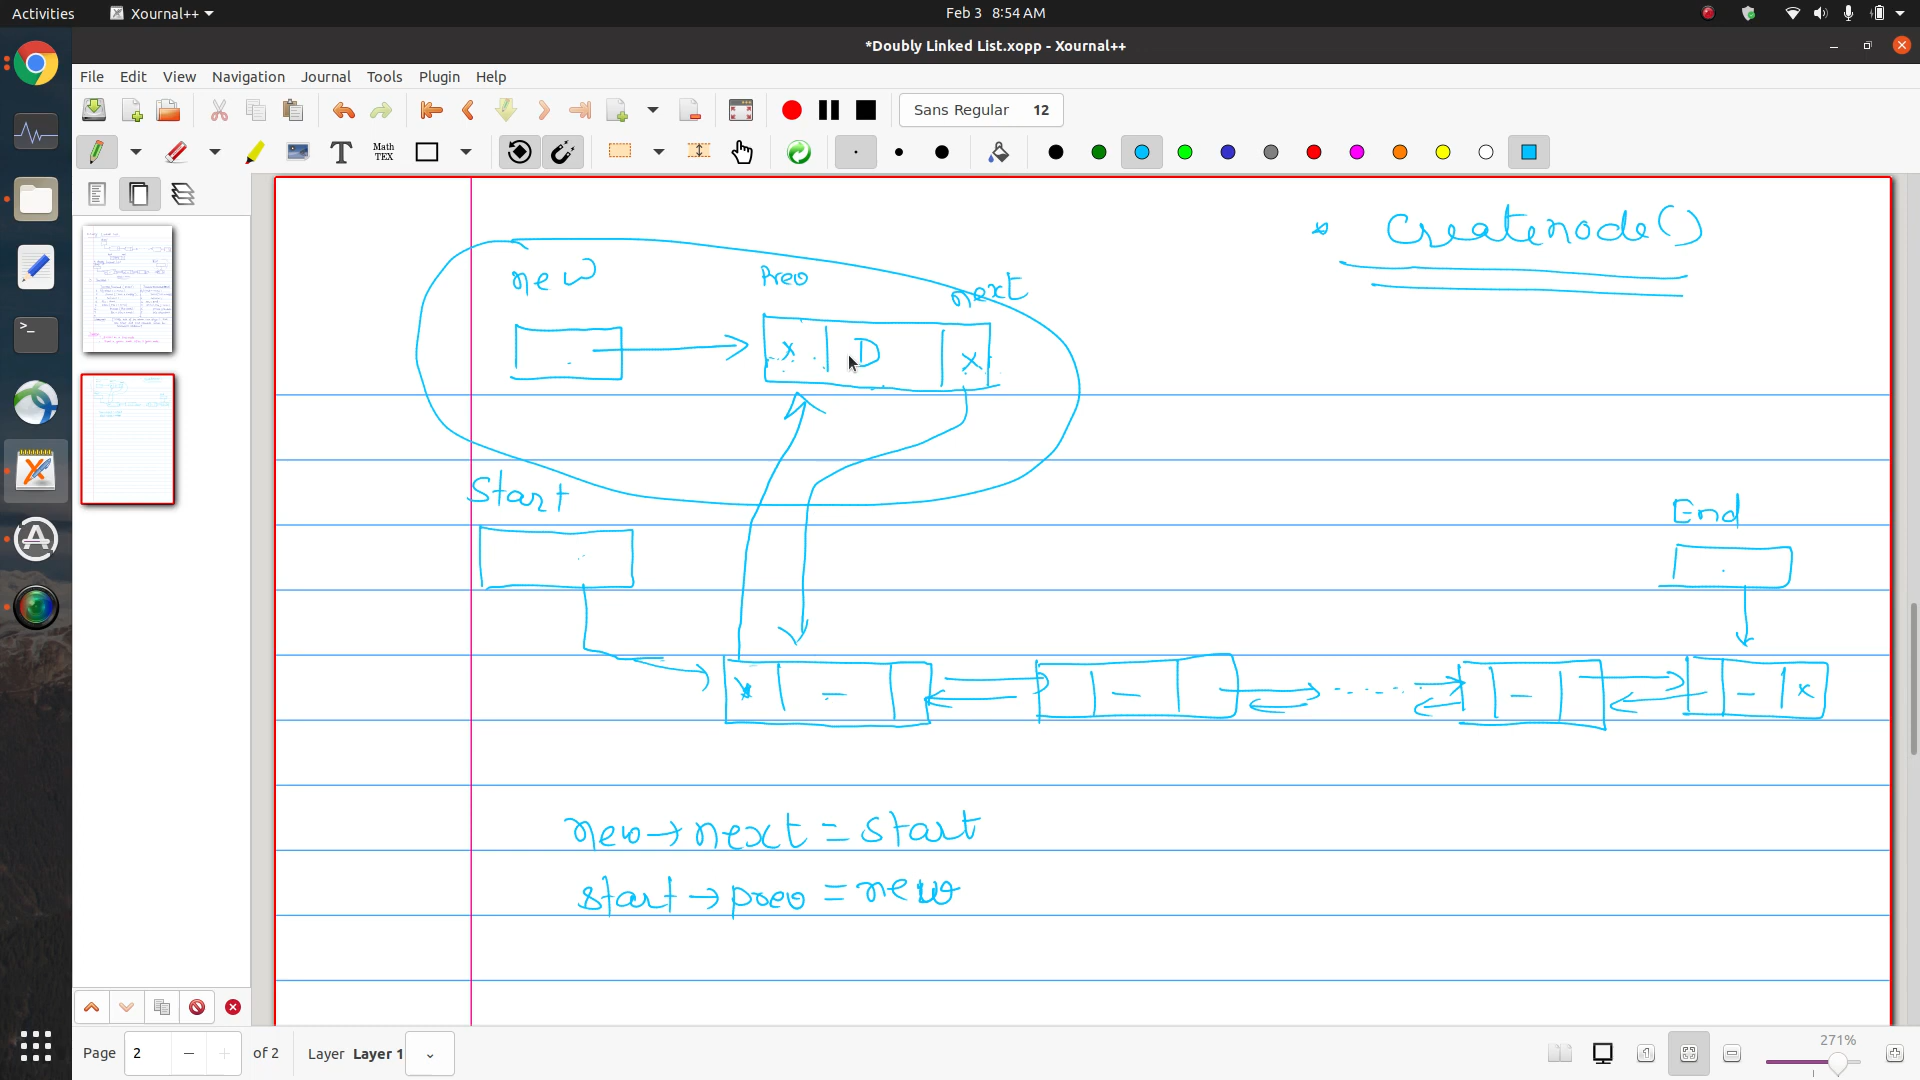 Activities
Xournal++
Feb 3 8:54 AM
*Doubly Linked List.xopp - Xournal++
File Edit View Navigation Journal Tools Plugin Help
Sans Regular 12
T
Math
TEX
* Createnode()
new
Prev
next
x D x
Start
End
x - - - - x
new→next = start
start→prev = new
Page 2 of 2 Layer Layer 1
271%